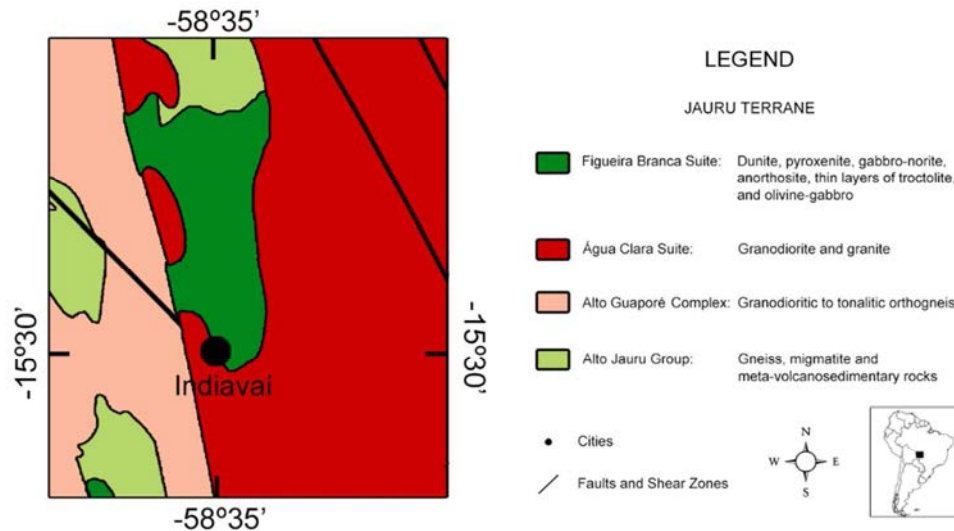 -58º35'
-15º30'
-15º30'
Indiavaí
-58º35'
LEGEND
JAURU TERRANE
Figueira Branca Suite: Dunite, pyroxenite, gabbro-norite,
anorthosite, thin layers of troctolite,
and olivine-gabbro
Água Clara Suite: Granodiorite and granite
Alto Guaporé Complex: Granodioritic to tonalitic orthogneis
Alto Jauru Group: Gneiss, migmatite and
meta-volcanosedimentary rocks
Cities
Faults and Shear Zones
N
W E
S